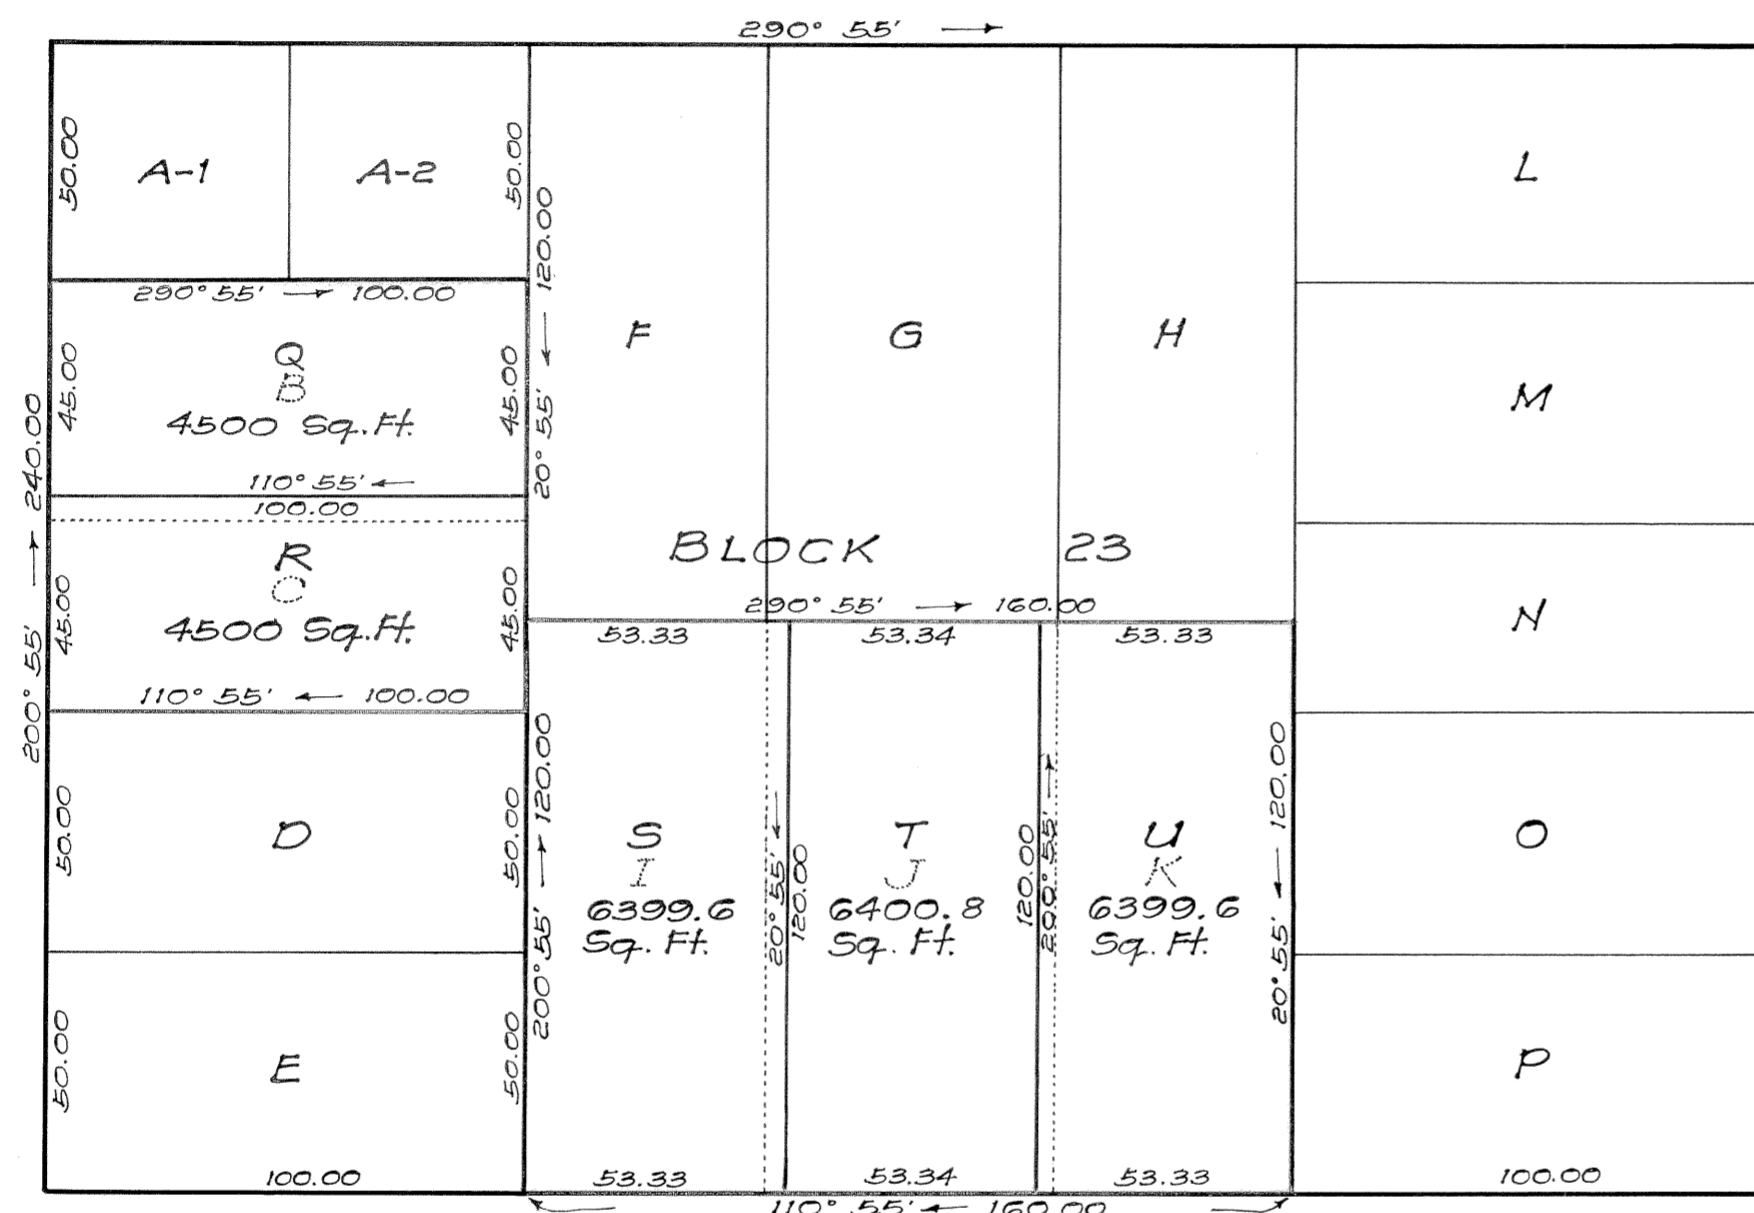 290° 55' →
50.00
A-1
A-2
50.00
120.00
20° 55' ←
290° 55' → 100.00
45.00
Q
B
4500 Sq.Ft.
45.00
110° 55' ←
100.00
240.00
200° 55' →
45.00
R
C
4500 Sq.Ft.
45.00
110° 55' ← 100.00
50.00
D
50.00
50.00
E
50.00
100.00
F
G
H
BLOCK 23
290° 55' → 160.00
53.33
53.34
53.33
200° 55' → 120.00
S
I
6399.6
Sq. Ft.
20° 55' ←
120.00
T
J
6400.8
Sq. Ft.
120.00
200° 55' →
U
K
6399.6
Sq. Ft.
20° 55' ← 120.00
53.33
53.34
53.33
110° 55' ← 160.00
L
M
N
O
P
100.00